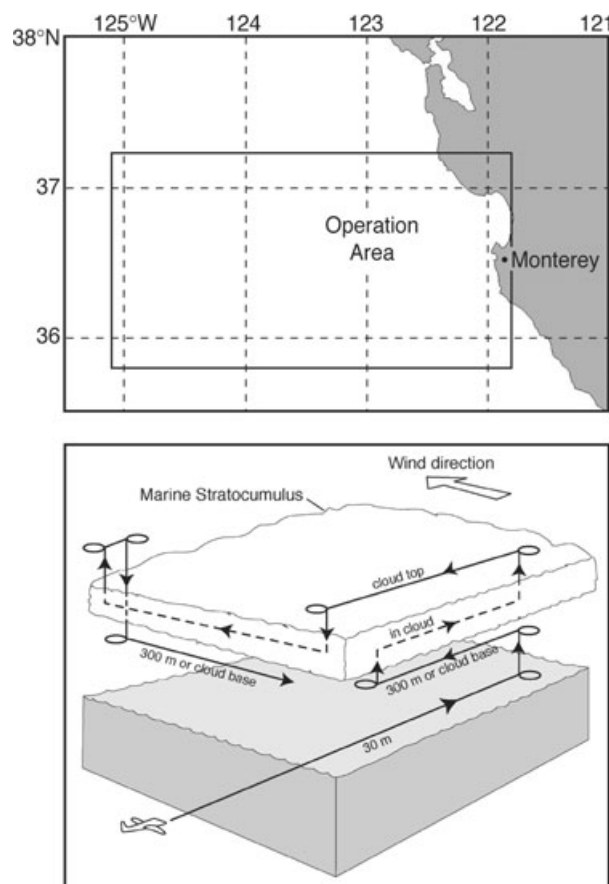 125°W 124 123 122 121
38°N
37
Operation
Area
Monterey
36
Wind direction
Marine Stratocumulus
cloud top
in cloud
300 m or cloud base
300 m or cloud base
30 m